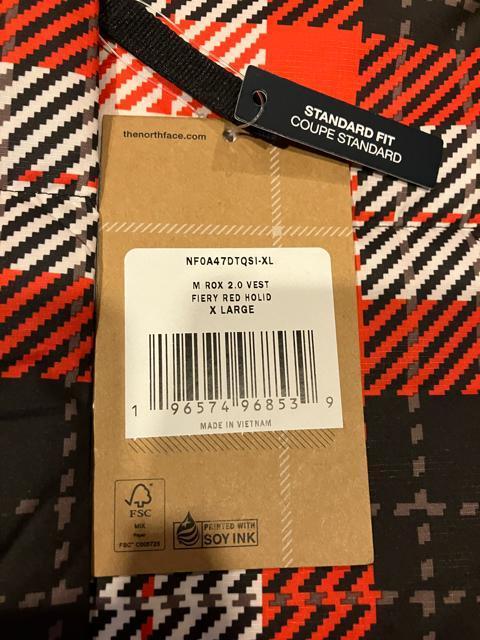 STANDARD FIT
COUPE STANDARD
thenorthface.com
NF0A47DTQSI-XL
M ROX 2.0 VEST
FIERY RED HOLID
X LARGE
1 96574 96853 9
MADE IN VIETNAM
FSC
MIX
Paper
PRINTED WITH
SOY INK